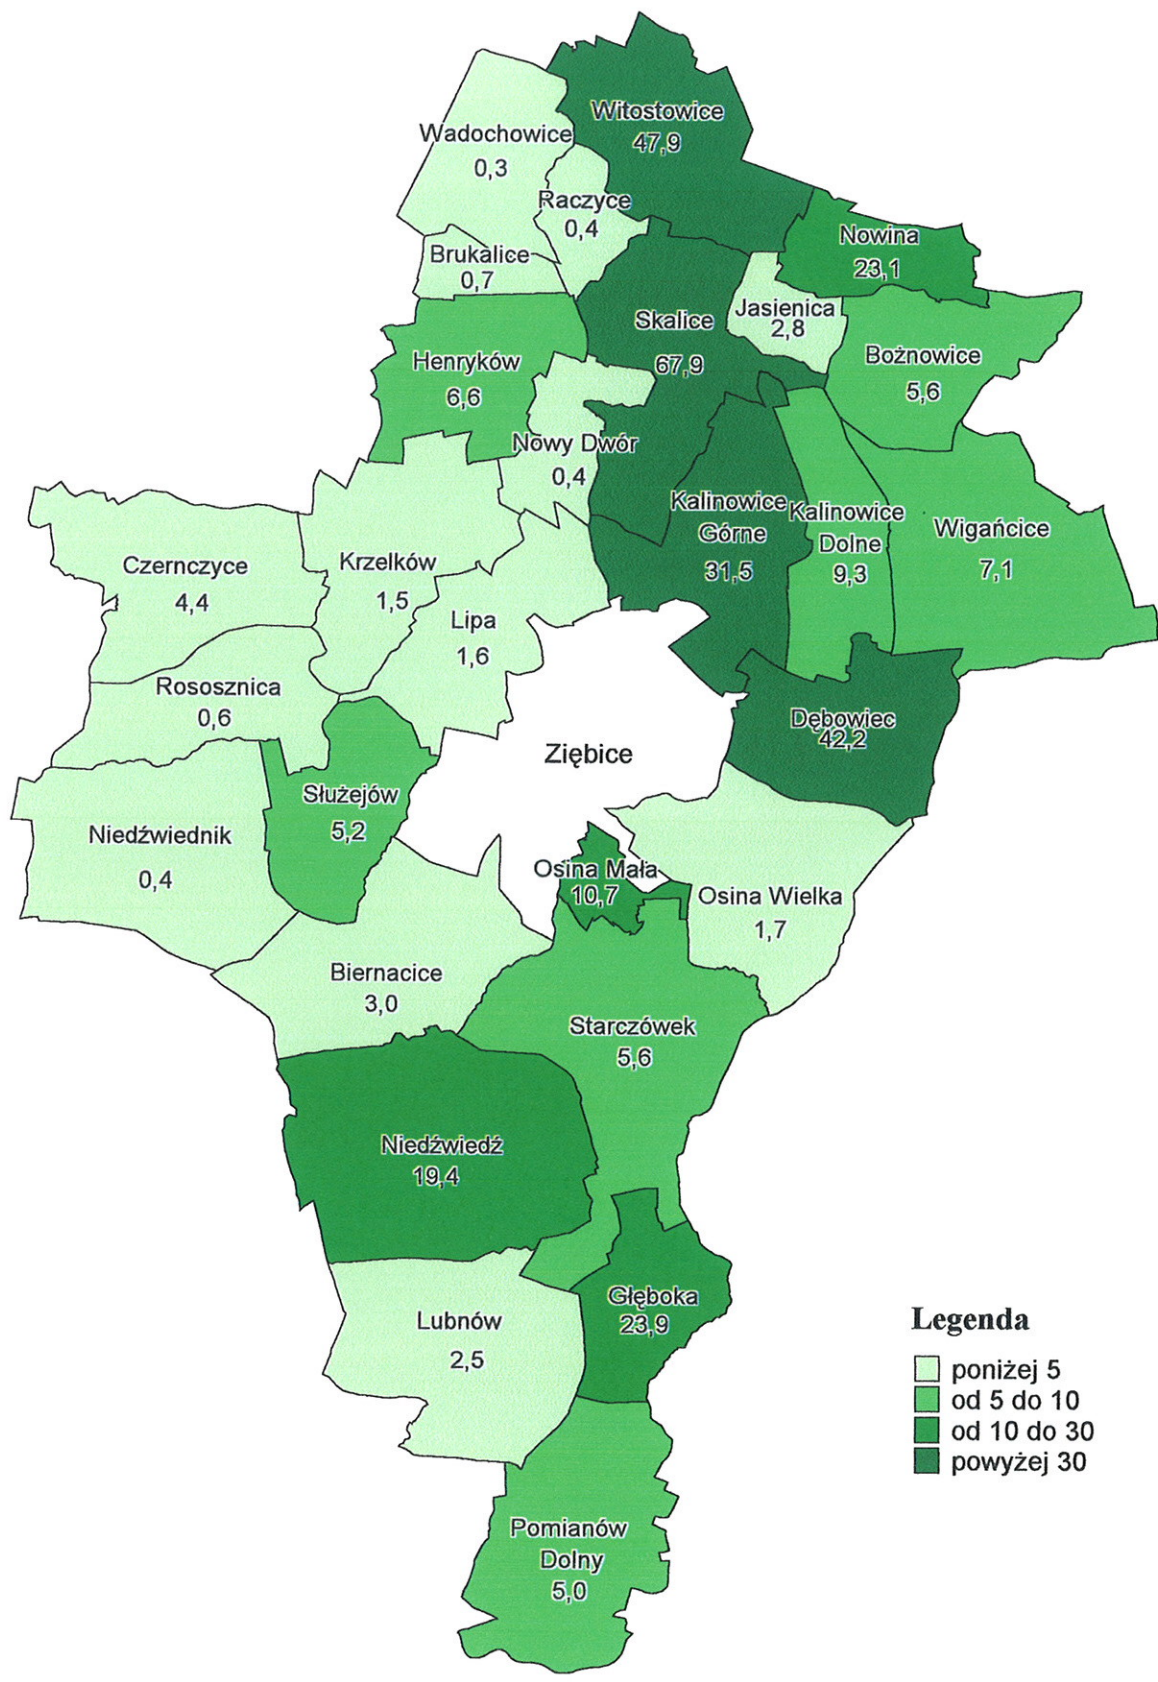 Witostowice
47,9
Wadochowice
0,3
Raczyce
0,4
Nowina
23,1
Brukalice
0,7
Jasienica
2,8
Skalice
67,9
Bożnowice
5,6
Henryków
6,6
Nowy Dwór
0,4
Kalinowice
Górne
31,5
Kalinowice
Dolne
9,3
Wigańcice
7,1
Czernczyce
4,4
Krzelków
1,5
Lipa
1,6
Rososznica
0,6
Dębowiec
42,2
Ziębice
Służejów
5,2
Niedźwiednik
0,4
Osina Mała
10,7
Osina Wielka
1,7
Biernacice
3,0
Starczówek
5,6
Niedźwiedź
19,4
Głęboka
23,9
Lubnów
2,5
Legenda
poniżej 5
od 5 do 10
od 10 do 30
powyżej 30
Pomianów
Dolny
5,0